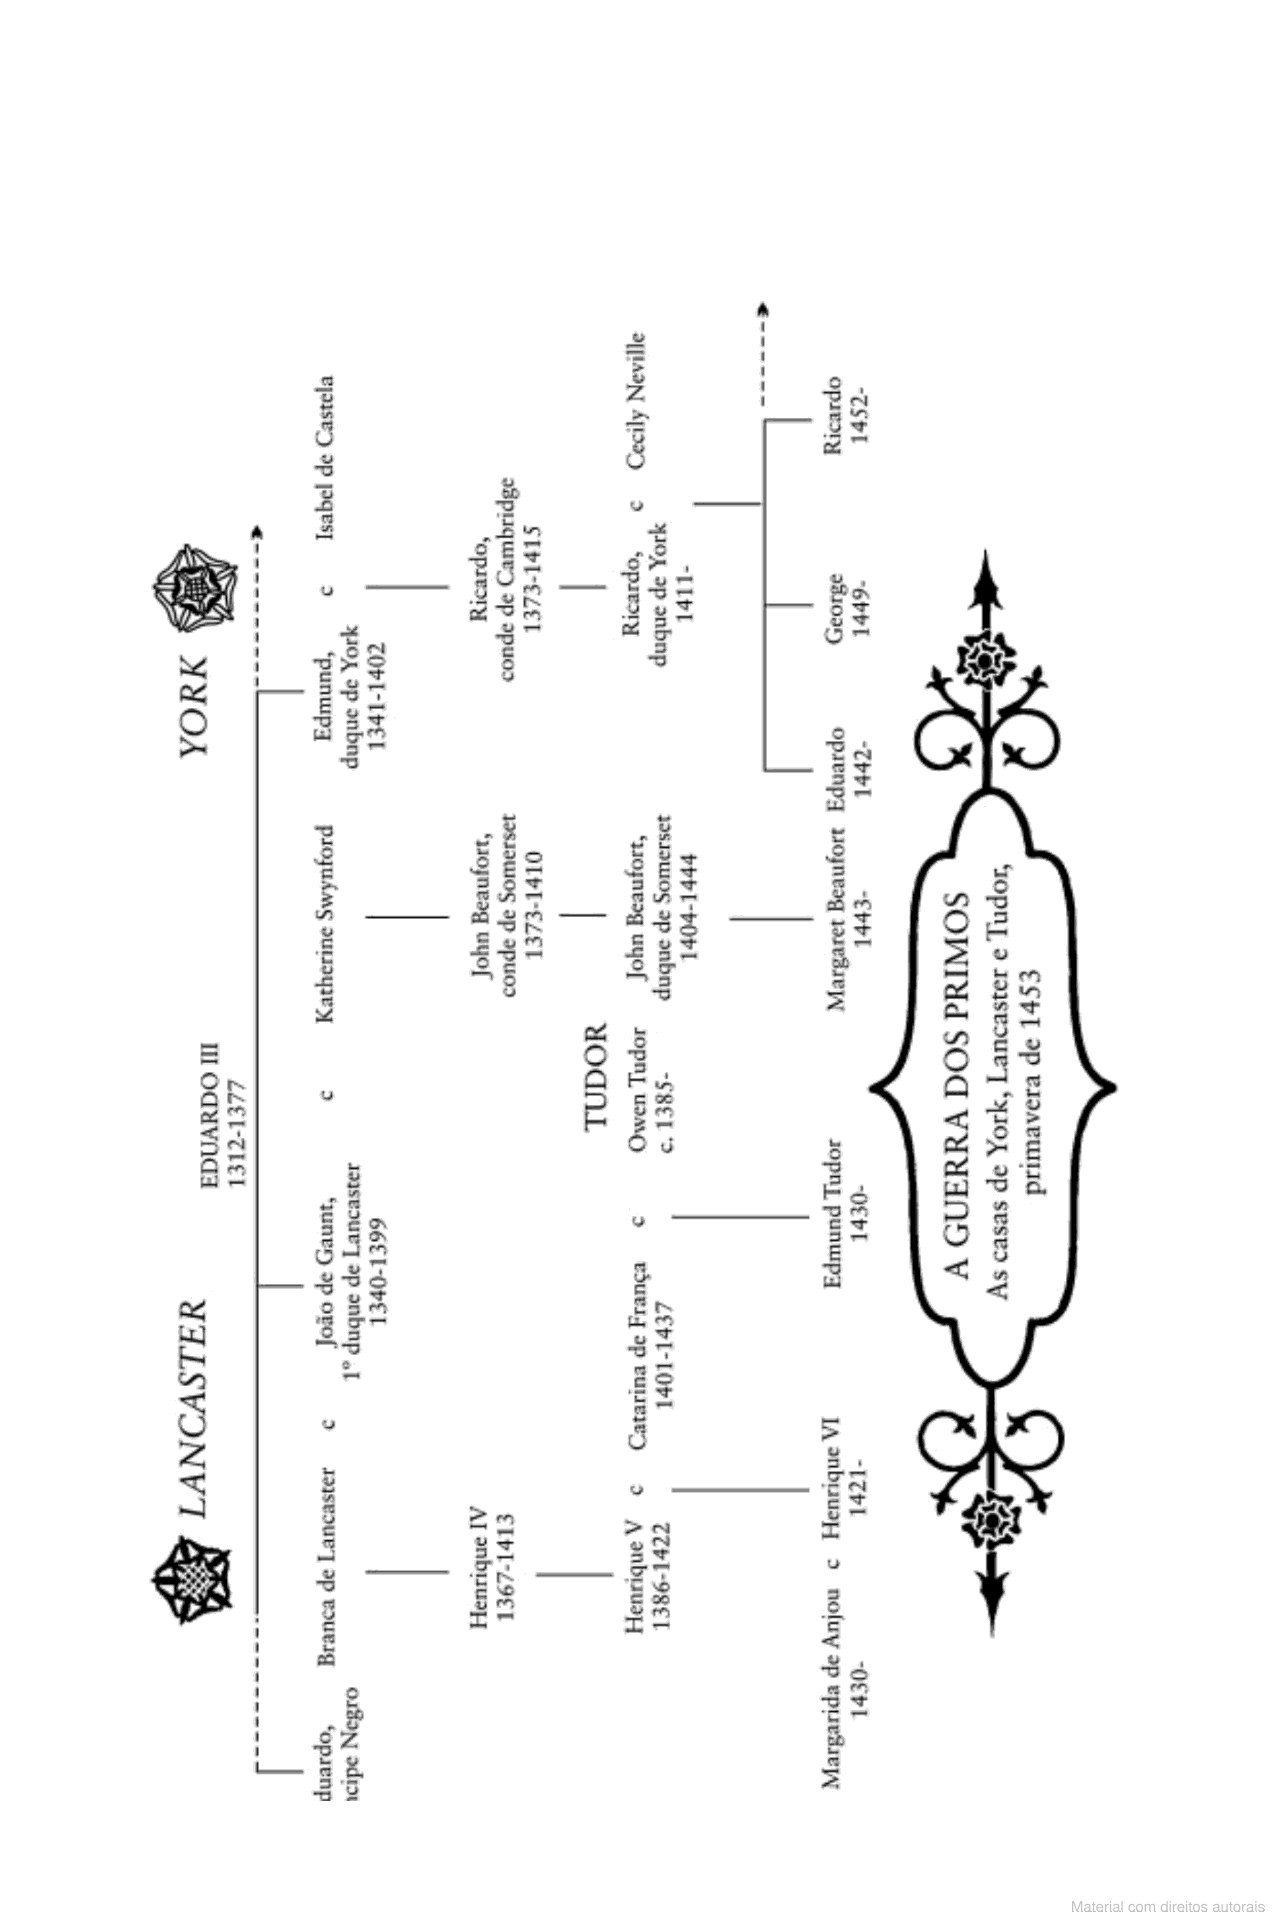 LANCASTER
YORK
EDUARDO III
1312-1377
duardo,
ncipe Negro
Branca de Lancaster c João de Gaunt,
1º duque de Lancaster
1340-1399
c Katherine Swynford
Edmund,
duque de York
1341-1402
c Isabel de Castela
Henrique IV
1367-1413
John Beaufort,
conde de Somerset
1373-1410
Ricardo,
conde de Cambridge
1373-1415
TUDOR
Henrique V
1386-1422
c Catarina de França
1401-1437
c Owen Tudor
c. 1385-
John Beaufort,
duque de Somerset
1404-1444
Ricardo,
duque de York
1411-
c Cecily Neville
Margarida de Anjou
1430-
c Henrique VI
1421-
Edmund Tudor
1430-
Margaret Beaufort
1443-
Eduardo
1442-
George
1449-
Ricardo
1452-
A GUERRA DOS PRIMOS
As casas de York, Lancaster e Tudor,
primavera de 1453
Material com direitos autorais